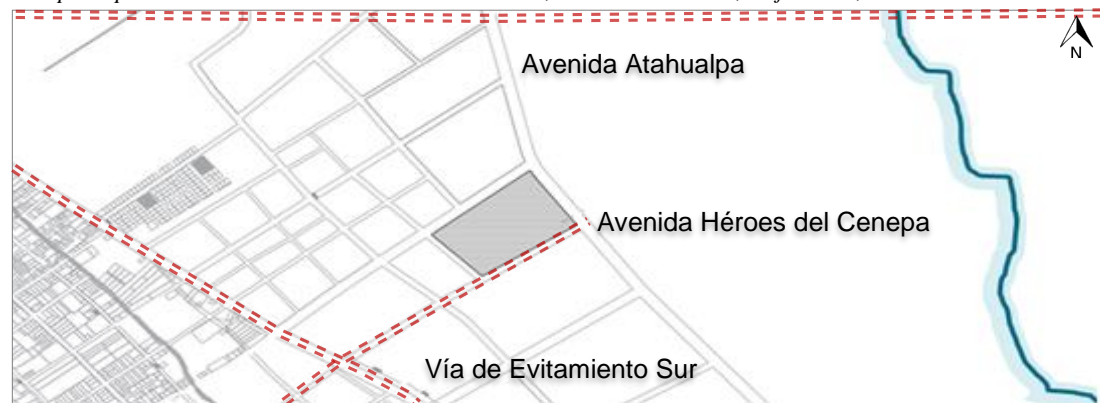 N
Avenida Atahualpa
Avenida Héroes del Cenepa
Vía de Evitamiento Sur